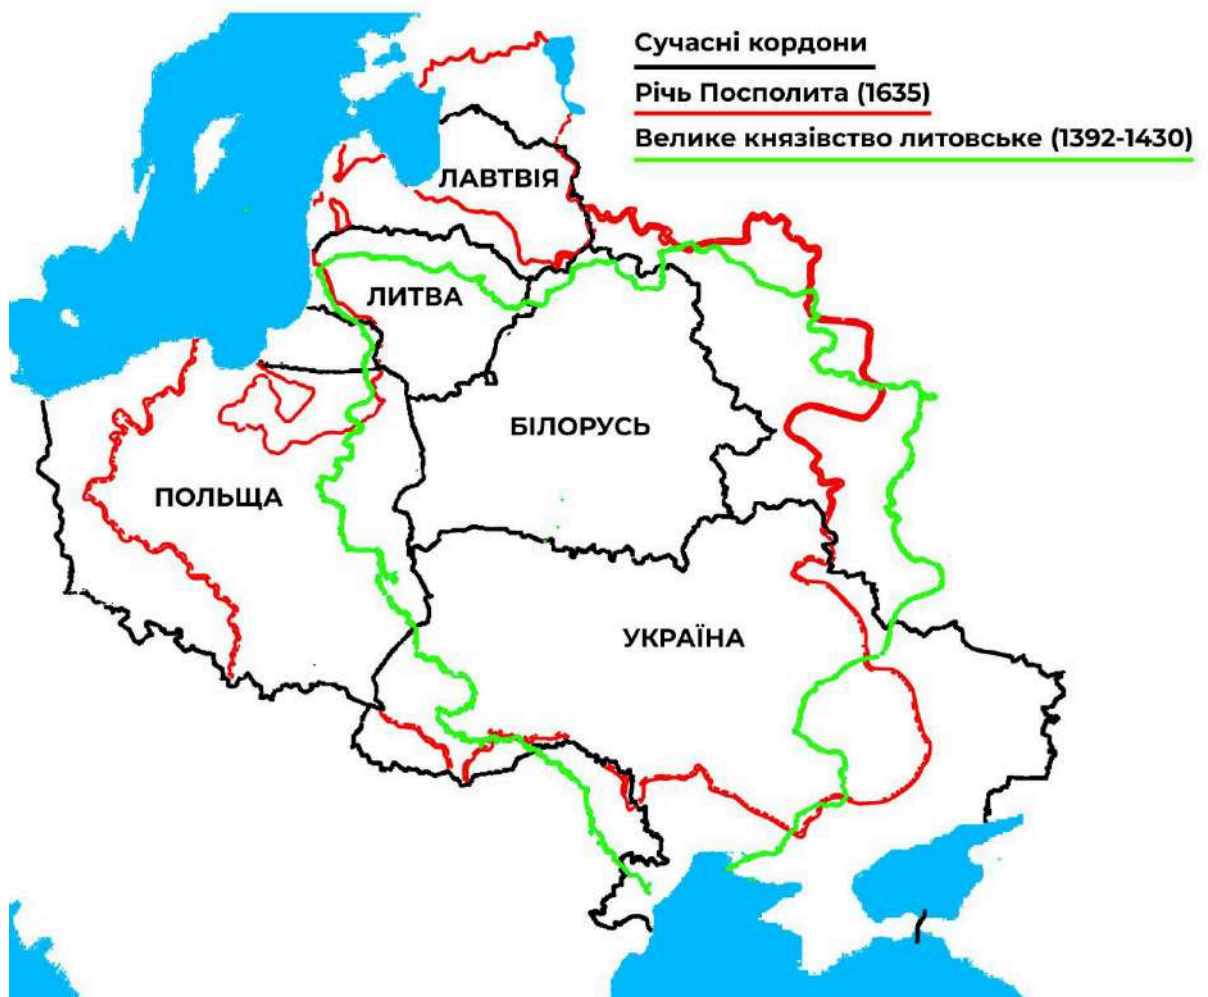 Сучасні кордони
Річь Посполита (1635)
Велике князівство литовське (1392-1430)
ЛАВТВІЯ
ЛИТВА
БІЛОРУСЬ
ПОЛЬЩА
УКРАЇНА